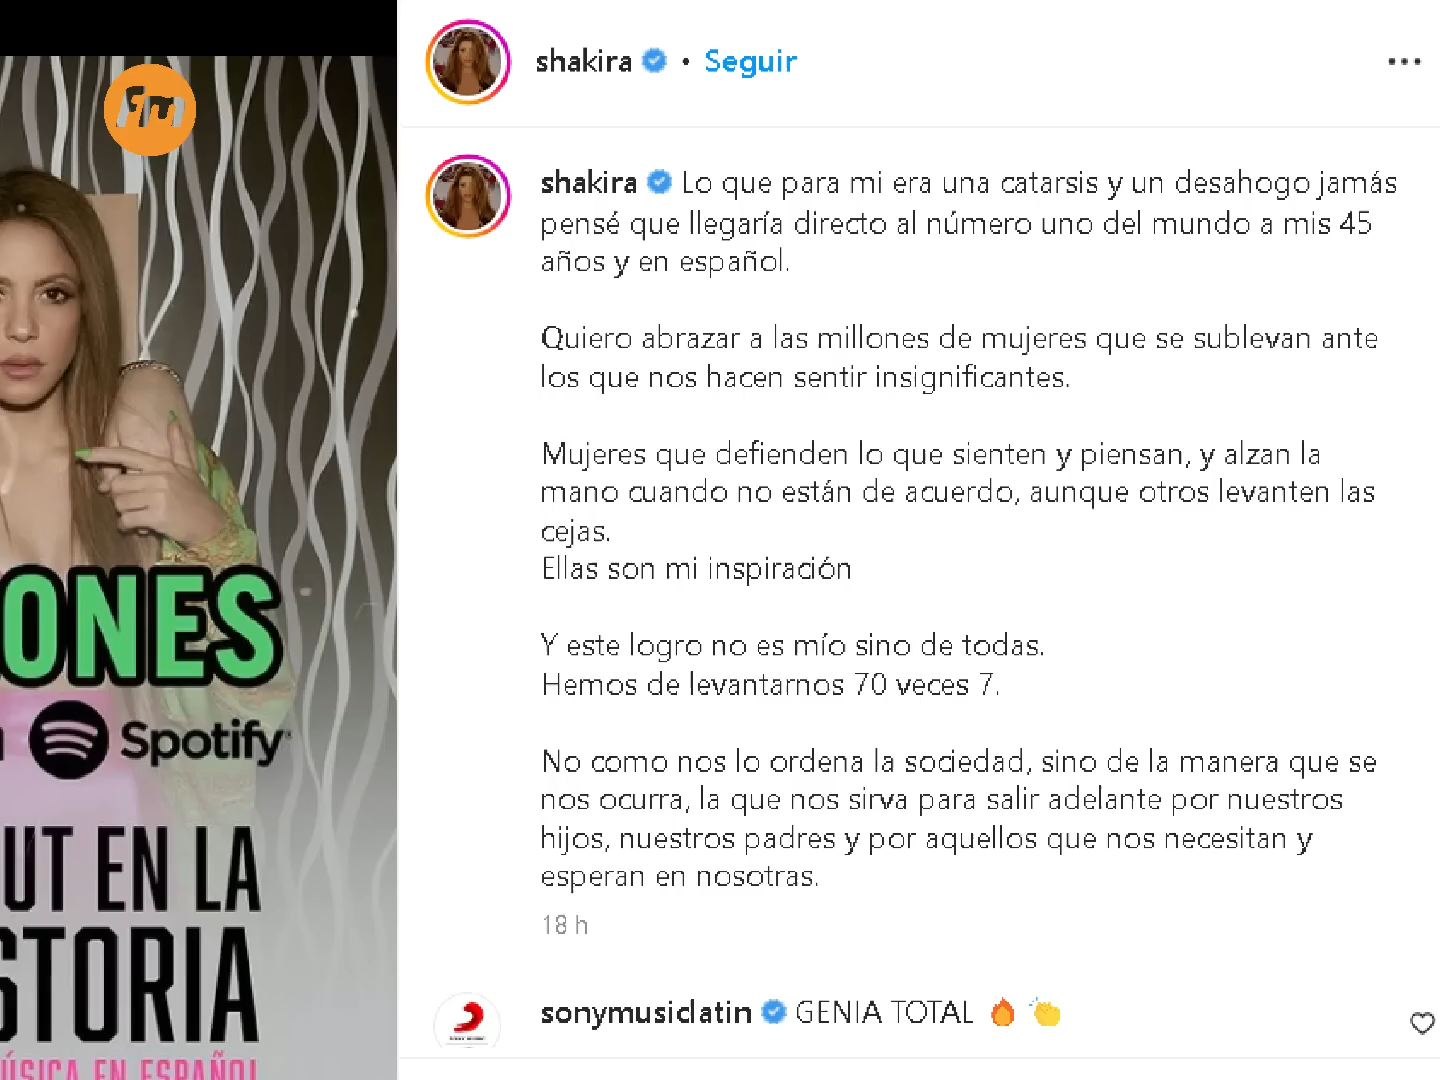 fm
shakira • Seguir
shakira Lo que para mi era una catarsis y un desahogo jamás
pensé que llegaría directo al número uno del mundo a mis 45
años y en español.
Quiero abrazar a las millones de mujeres que se sublevan ante
los que nos hacen sentir insignificantes.
Mujeres que defienden lo que sienten y piensan, y alzan la
mano cuando no están de acuerdo, aunque otros levanten las
cejas.
Ellas son mi inspiración
Y este logro no es mío sino de todas.
Hemos de levantarnos 70 veces 7.
No como nos lo ordena la sociedad, sino de la manera que se
nos ocurra, la que nos sirva para salir adelante por nuestros
hijos, nuestros padres y por aquellos que nos necesitan y
esperan en nosotras.
18 h
sonymusiclatin GENIA TOTAL 🔥 👏
ONES
Spotify
UT EN LA
STORIA
ÚSICA EN ESPAÑOL